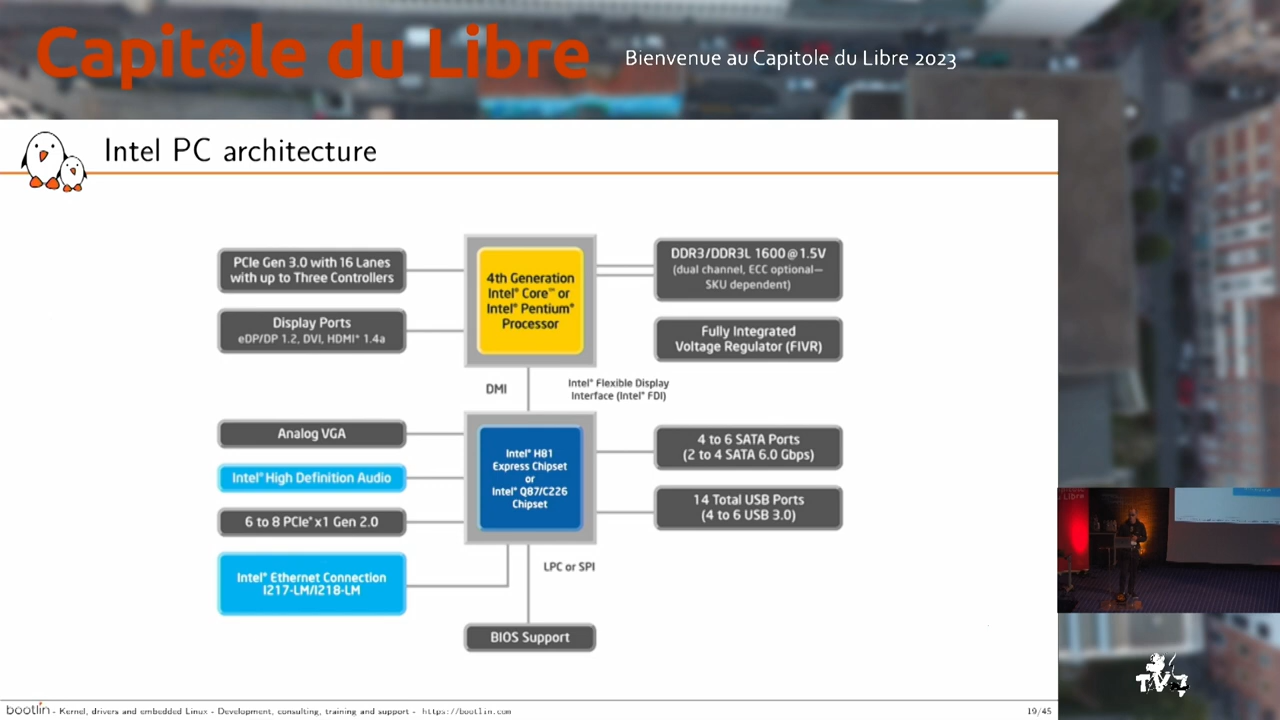 Capitole du Libre
Bienvenue au Capitole du Libre 2023
Intel PC architecture
PCIe Gen 3.0 with 16 Lanes
with up to Three Controllers
Display Ports
eDP/DP 1.2, DVI, HDMI* 1.4a
4th Generation
Intel® Core™ or
Intel® Pentium®
Processor
DDR3/DDR3L 1600@1.5V
(dual channel, ECC optional—
SKU dependent)
Fully Integrated
Voltage Regulator (FIVR)
DMI
Intel® Flexible Display
Interface (Intel® FDI)
Analog VGA
Intel® High Definition Audio
6 to 8 PCIe* x1 Gen 2.0
Intel® Ethernet Connection
I217-LM/I218-LM
Intel® H81
Express Chipset
or
Intel® Q87/C226
Chipset
4 to 6 SATA Ports
(2 to 4 SATA 6.0 Gbps)
14 Total USB Ports
(4 to 6 USB 3.0)
LPC or SPI
BIOS Support
bootlin - Kernel, drivers and embedded Linux - Development, consulting, training and support - https://bootlin.com
19/45
TV7